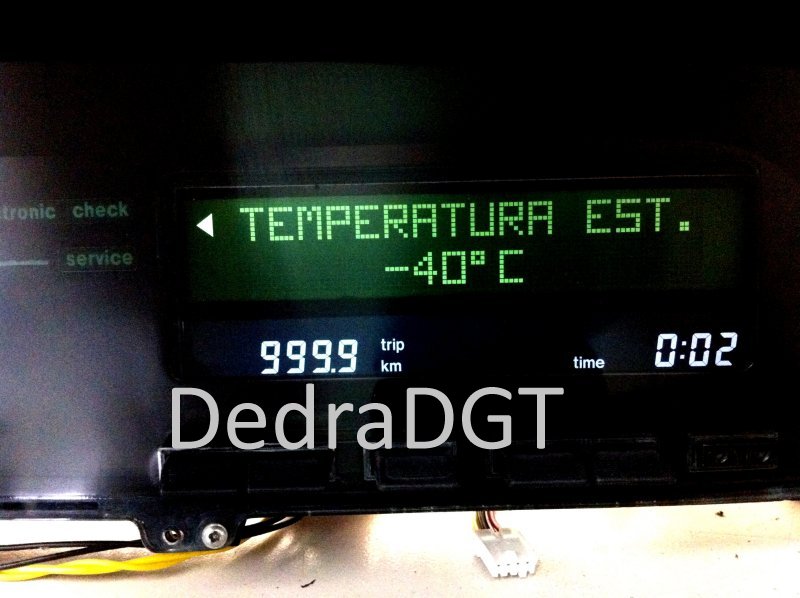 TEMPERATURA EST.
-40°C
tronic check
service
999.9 trip km
time 0:02
DedraDGT